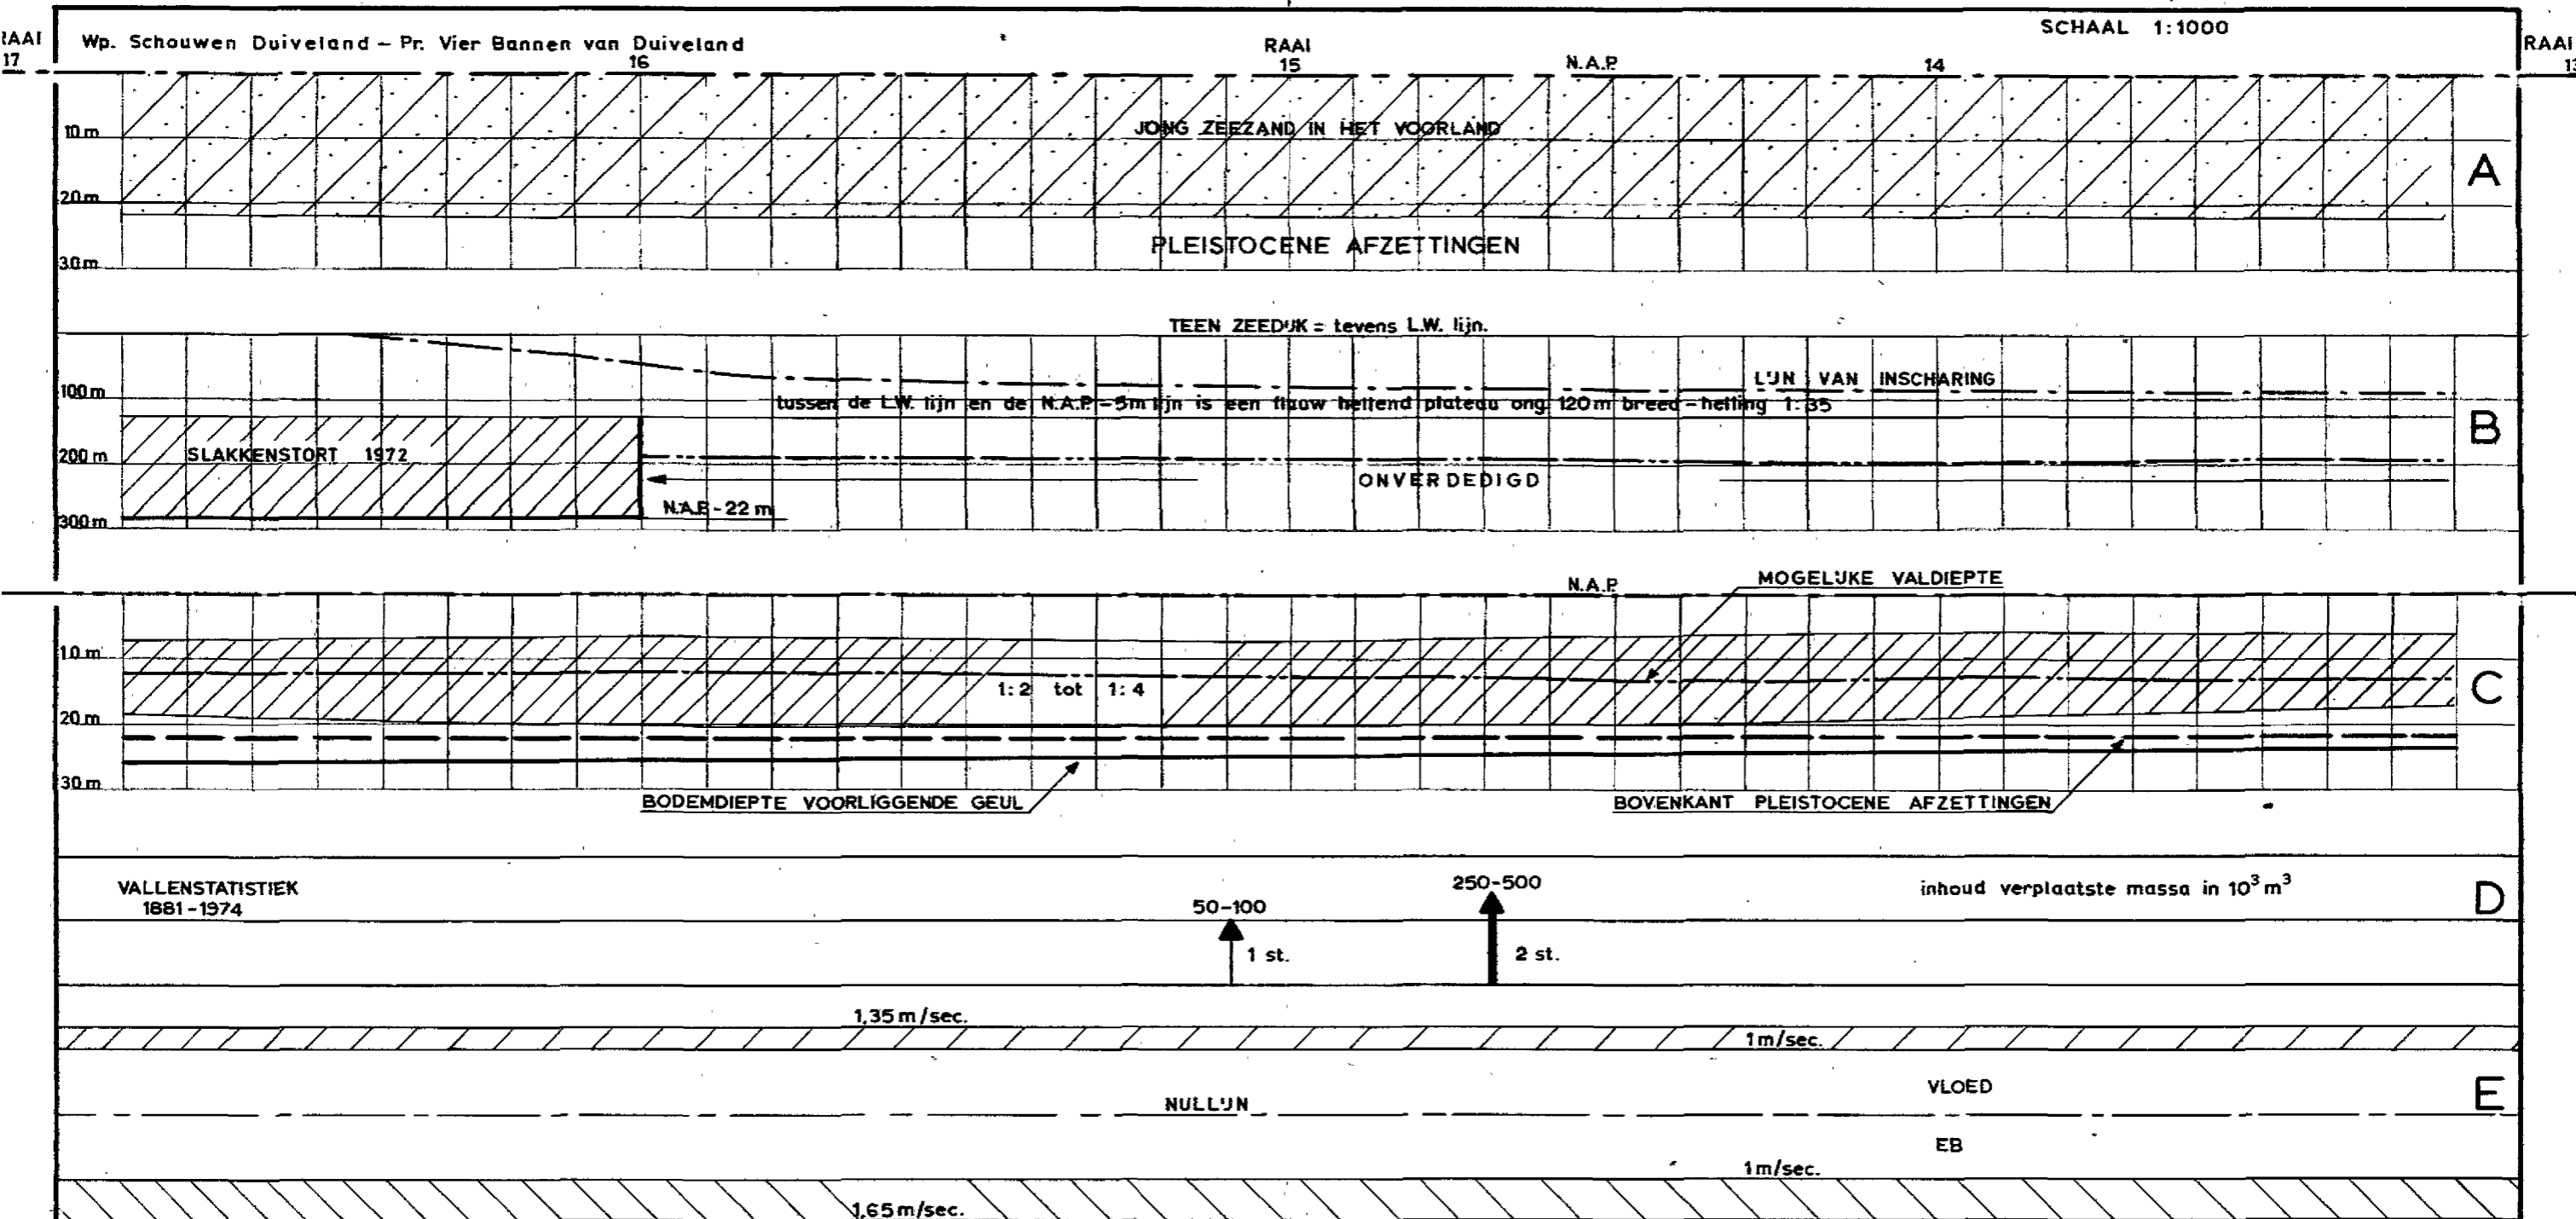 SCHAAL 1:1000
RAAI
17
Wp. Schouwen Duiveland – Pr. Vier Bannen van Duiveland
16
RAAI
15
N.A.P.
14
RAAI
13
10 m
JONG ZEEZAND IN HET VOORLAND
A
20 m
PLEISTOCENE AFZETTINGEN
30 m
TEEN ZEEDIJK = tevens L.W. lijn.
LIJN VAN INSCHARING
100 m
tussen de L.W. lijn en de N.A.P. – 5m lijn is een flauw hellend plateau ong. 120 m breed – helling 1:35
B
SLAKKENSTORT 1972
200 m
ONVERDEDIGD
N.A.P. - 22 m
300 m
N.A.P.
MOGELIJKE VALDIEPTE
10 m
1:2 tot 1:4
C
20 m
30 m
BODEMDIEPTE VOORLIGGENDE GEUL
BOVENKANT PLEISTOCENE AFZETTINGEN
VALLENSTATISTIEK
1881 - 1974
50-100
250-500
inhoud verplaatste massa in 10³ m³
D
1 st.
2 st.
1,35 m/sec.
1 m/sec.
VLOED
NULLIJN
E
EB
1 m/sec.
1,65 m/sec.